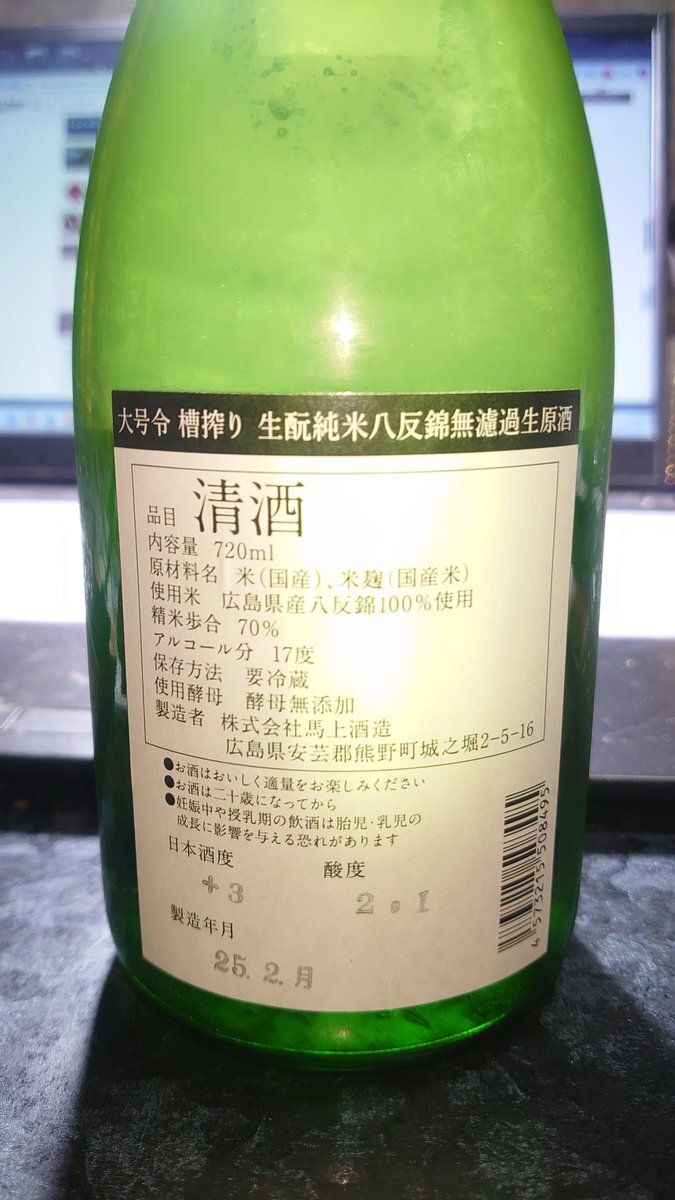 大号令 槽搾り 生酛純米八反錦無濾過生原酒
品目 清酒
内容量 720ml
原材料名 米（国産）、米麹（国産米）
使用米 広島県産八反錦100%使用
精米歩合 70%
アルコール分 17度
保存方法 要冷蔵
使用酵母 酵母無添加
製造者 株式会社馬上酒造
広島県安芸郡熊野町城之堀2-5-16
●お酒はおいしく適量をお楽しみください
●お酒は二十歳になってから
●妊娠中や授乳期の飲酒は胎児・乳児の
成長に影響を与える恐れがあります
日本酒度 酸度
+3 2.1
製造年月
25.2.月
4573215508495